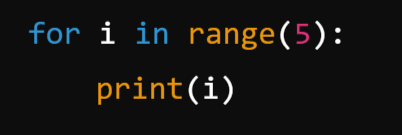 for i in range(5):
    print(i)